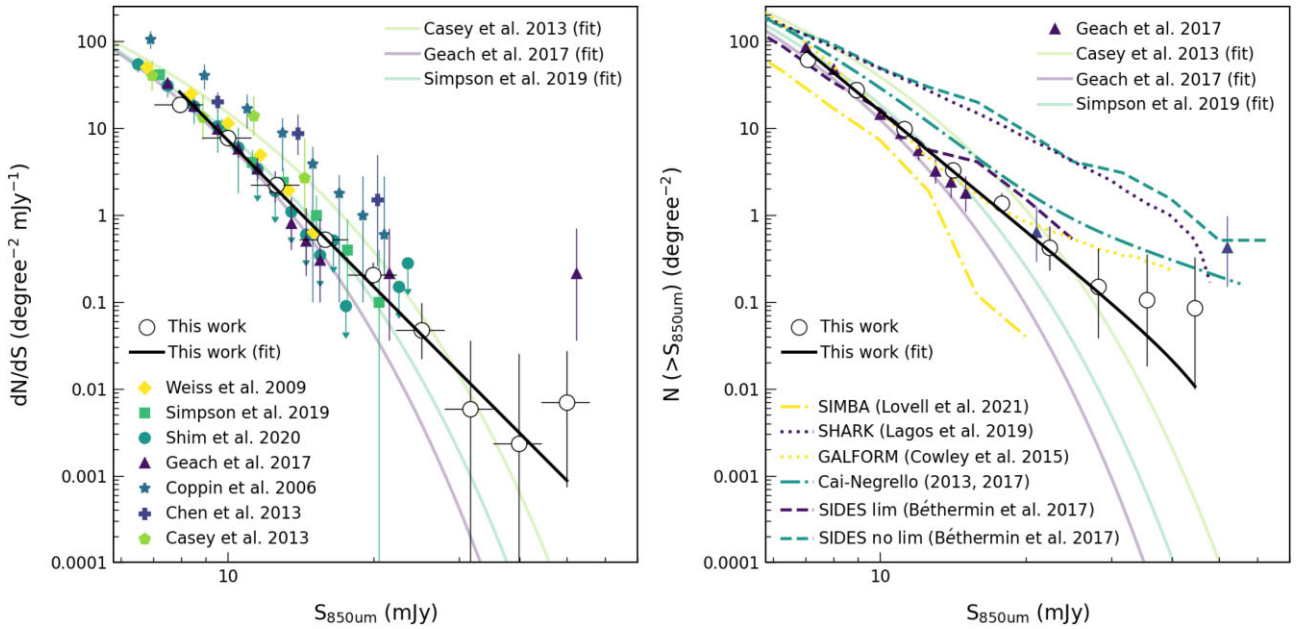 dN/dS (degree⁻² mJy⁻¹)
100
10
1
0.1
0.01
0.001
0.0001
Casey et al. 2013 (fit)
Geach et al. 2017 (fit)
Simpson et al. 2019 (fit)
This work
This work (fit)
Weiss et al. 2009
Simpson et al. 2019
Shim et al. 2020
Geach et al. 2017
Coppin et al. 2006
Chen et al. 2013
Casey et al. 2013
10
S₈₅₀ᵤₘ (mJy)
N (>S₈₅₀ᵤₘ) (degree⁻²)
100
10
1
0.1
0.01
0.001
0.0001
Geach et al. 2017
Casey et al. 2013 (fit)
Geach et al. 2017 (fit)
Simpson et al. 2019 (fit)
This work
This work (fit)
SIMBA (Lovell et al. 2021)
SHARK (Lagos et al. 2019)
GALFORM (Cowley et al. 2015)
Cai-Negrello (2013, 2017)
SIDES lim (Béthermin et al. 2017)
SIDES no lim (Béthermin et al. 2017)
10
S₈₅₀ᵤₘ (mJy)